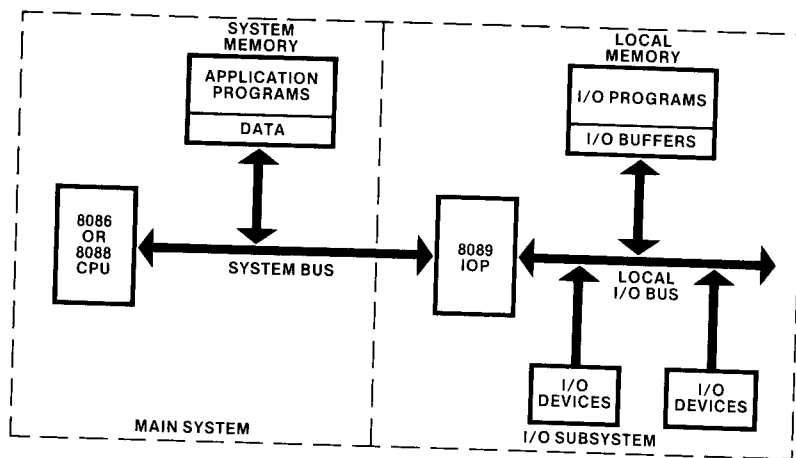 SYSTEM
MEMORY
APPLICATION
PROGRAMS
DATA
8086
OR
8088
CPU
SYSTEM BUS
MAIN SYSTEM
LOCAL
MEMORY
I/O PROGRAMS
I/O BUFFERS
8089
IOP
LOCAL
I/O BUS
I/O
DEVICES
I/O
DEVICES
I/O SUBSYSTEM